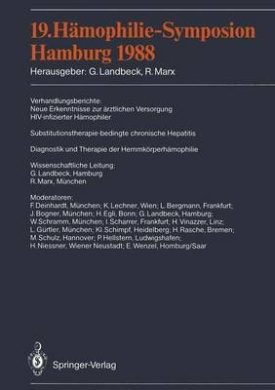 19.Hämophilie-Symposion
Hamburg 1988
Herausgeber: G. Landbeck, R. Marx
Verhandlungsberichte:
Neue Erkenntnisse zur ärztlichen Versorgung
HIV-infizierter Hämophiler
Substitutionstherapie-bedingte chronische Hepatitis
Diagnostik und Therapie der Hemmkörperhämophilie
Wissenschaftliche Leitung:
G. Landbeck, Hamburg
R. Marx, München
Moderatoren:
F. Deinhardt, München; K. Lechner, Wien; L. Bergmann, Frankfurt;
J. Bogner, München; H. Egli, Bonn; G. Landbeck, Hamburg;
W. Schramm, München; I. Scharrer, Frankfurt; H. Vinazzer, Linz;
L. Gürtler, München; Kl. Schimpf, Heidelberg; H. Rasche, Bremen;
M. Schulz, Hannover; P. Hellstern, Ludwigshafen;
H. Niessner, Wiener Neustadt; E. Wenzel, Homburg/Saar
Springer-Verlag